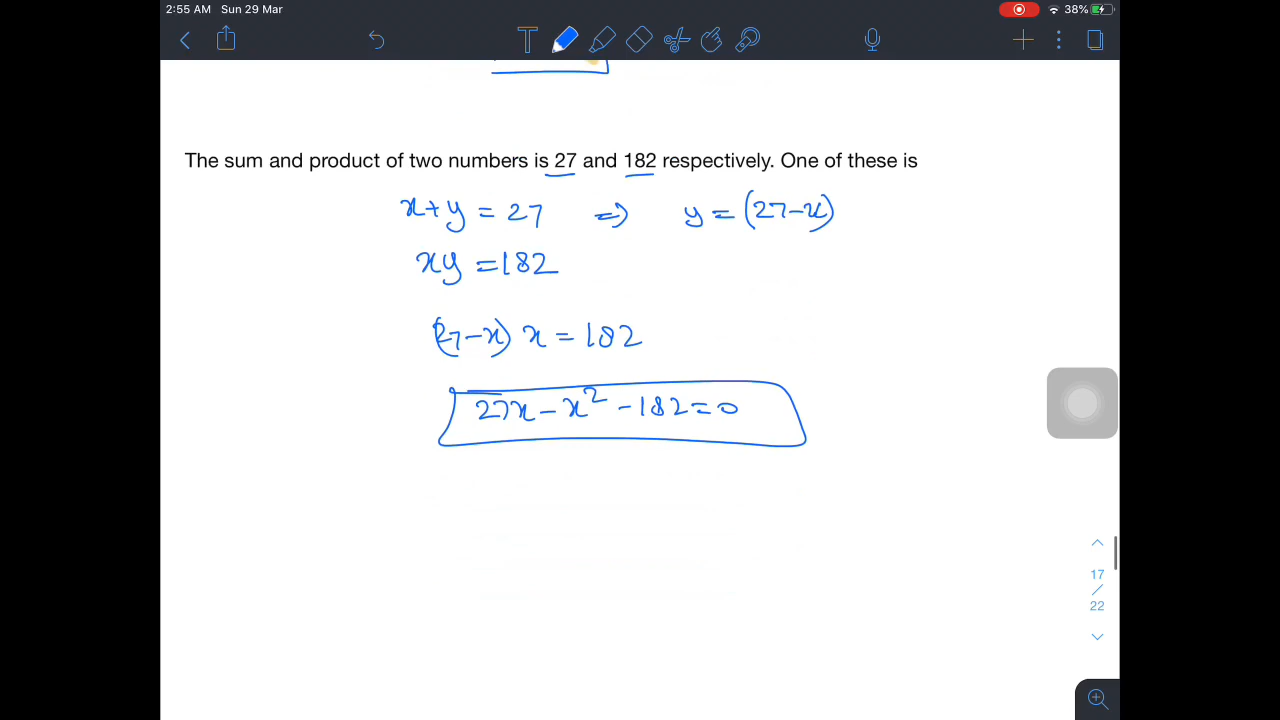 2:55 AM Sun 29 Mar 38%
T
The sum and product of two numbers is 27 and 182 respectively. One of these is
x+y = 27 ⇒ y = (27-x)
xy = 182
(27-x) x = 182
27x - x² - 182 = 0
17
/
22